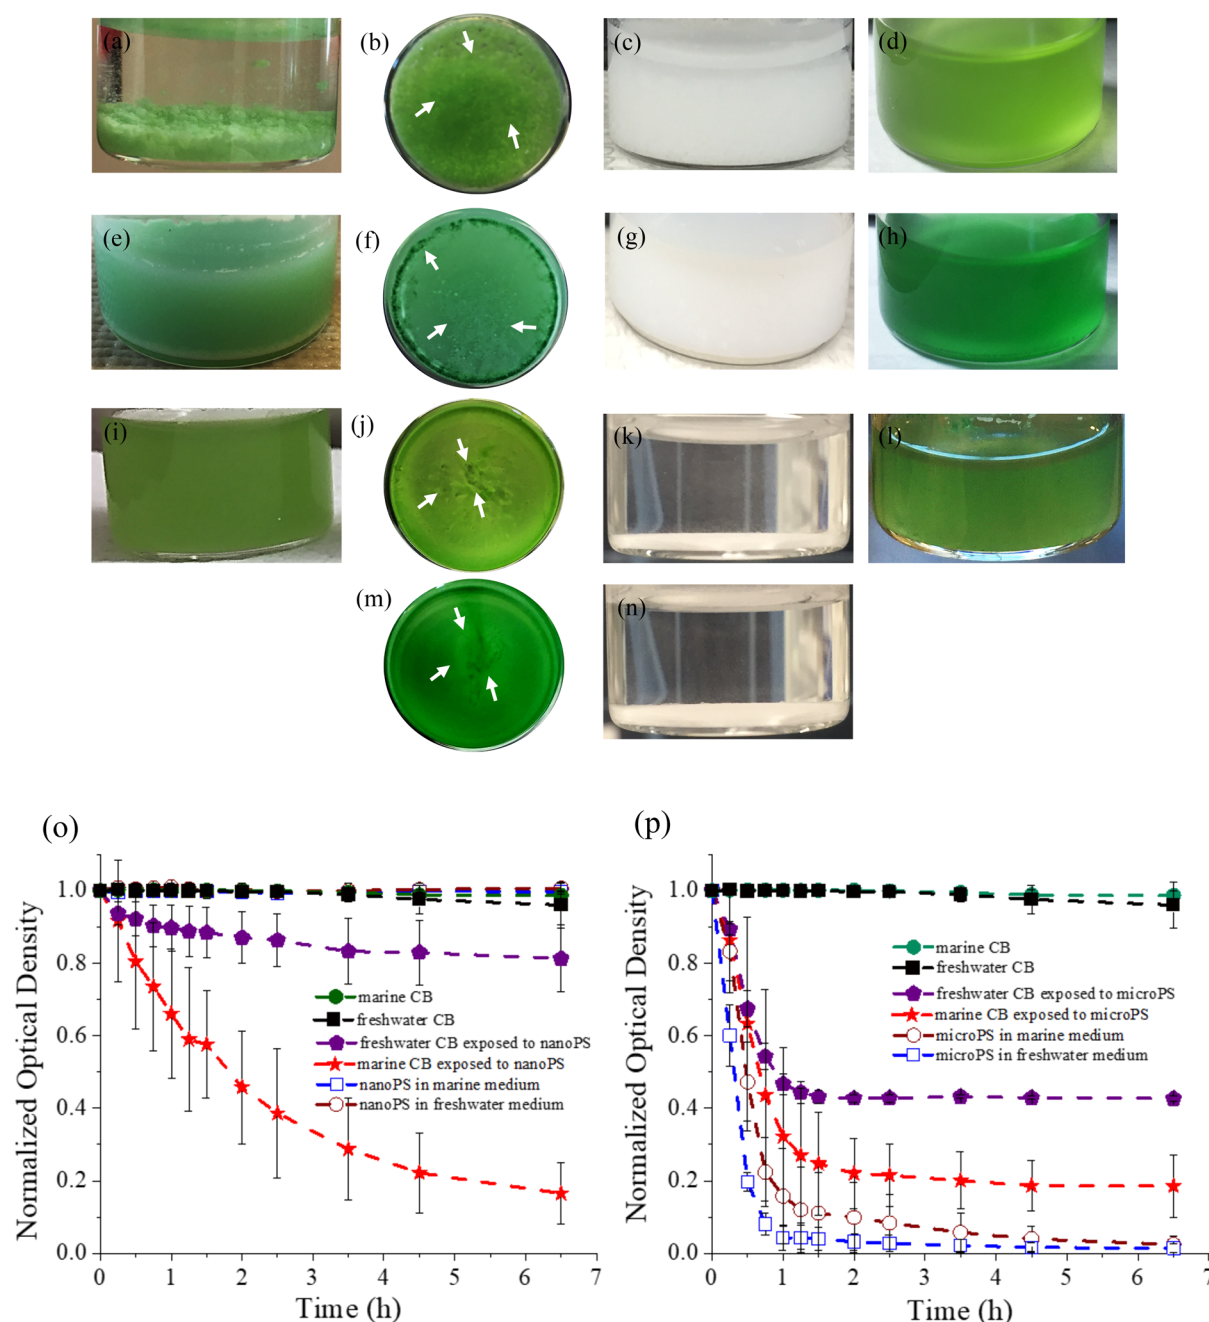 (a)
(b)
(c)
(d)
(e)
(f)
(g)
(h)
(i)
(j)
(k)
(l)
(m)
(n)
(o)
Normalized Optical Density
1.0
0.8
0.6
0.4
0.2
0.0
marine CB
freshwater CB
freshwater CB exposed to nanoPS
marine CB exposed to nanoPS
nanoPS in marine medium
nanoPS in freshwater medium
0 1 2 3 4 5 6 7
Time (h)
(p)
Normalized Optical Density
1.0
0.8
0.6
0.4
0.2
0.0
marine CB
freshwater CB
freshwater CB exposed to microPS
marine CB exposed to microPS
microPS in marine medium
microPS in freshwater medium
0 1 2 3 4 5 6 7
Time (h)